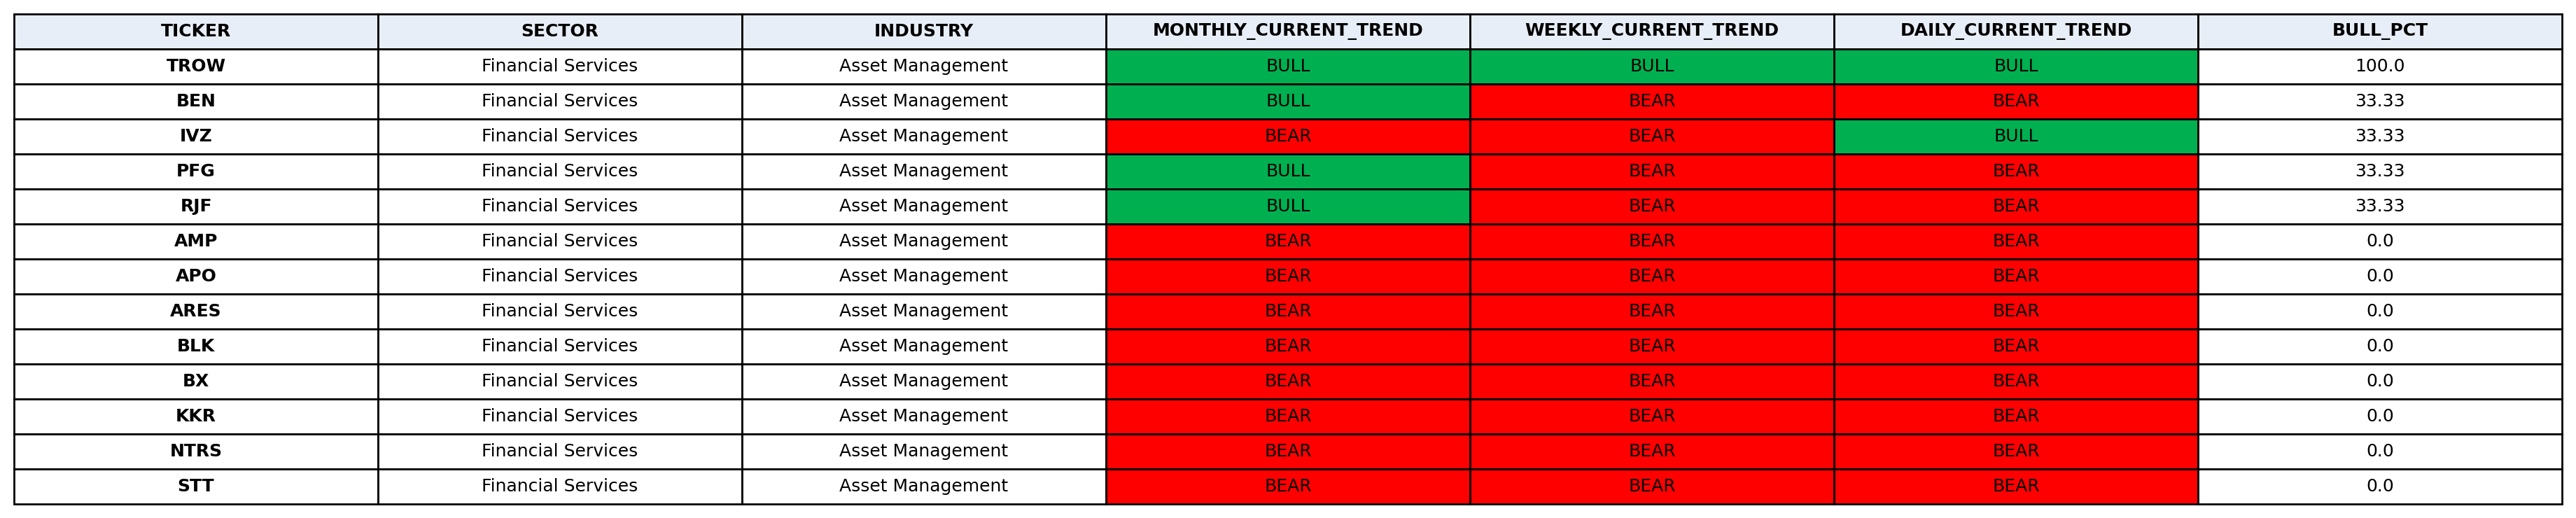 TICKER SECTOR INDUSTRY MONTHLY_CURRENT_TREND WEEKLY_CURRENT_TREND DAILY_CURRENT_TREND BULL_PCT
TROW Financial Services Asset Management BULL BULL BULL 100.0
BEN Financial Services Asset Management BULL BEAR BEAR 33.33
IVZ Financial Services Asset Management BEAR BEAR BULL 33.33
PFG Financial Services Asset Management BULL BEAR BEAR 33.33
RJF Financial Services Asset Management BULL BEAR BEAR 33.33
AMP Financial Services Asset Management BEAR BEAR BEAR 0.0
APO Financial Services Asset Management BEAR BEAR BEAR 0.0
ARES Financial Services Asset Management BEAR BEAR BEAR 0.0
BLK Financial Services Asset Management BEAR BEAR BEAR 0.0
BX Financial Services Asset Management BEAR BEAR BEAR 0.0
KKR Financial Services Asset Management BEAR BEAR BEAR 0.0
NTRS Financial Services Asset Management BEAR BEAR BEAR 0.0
STT Financial Services Asset Management BEAR BEAR BEAR 0.0